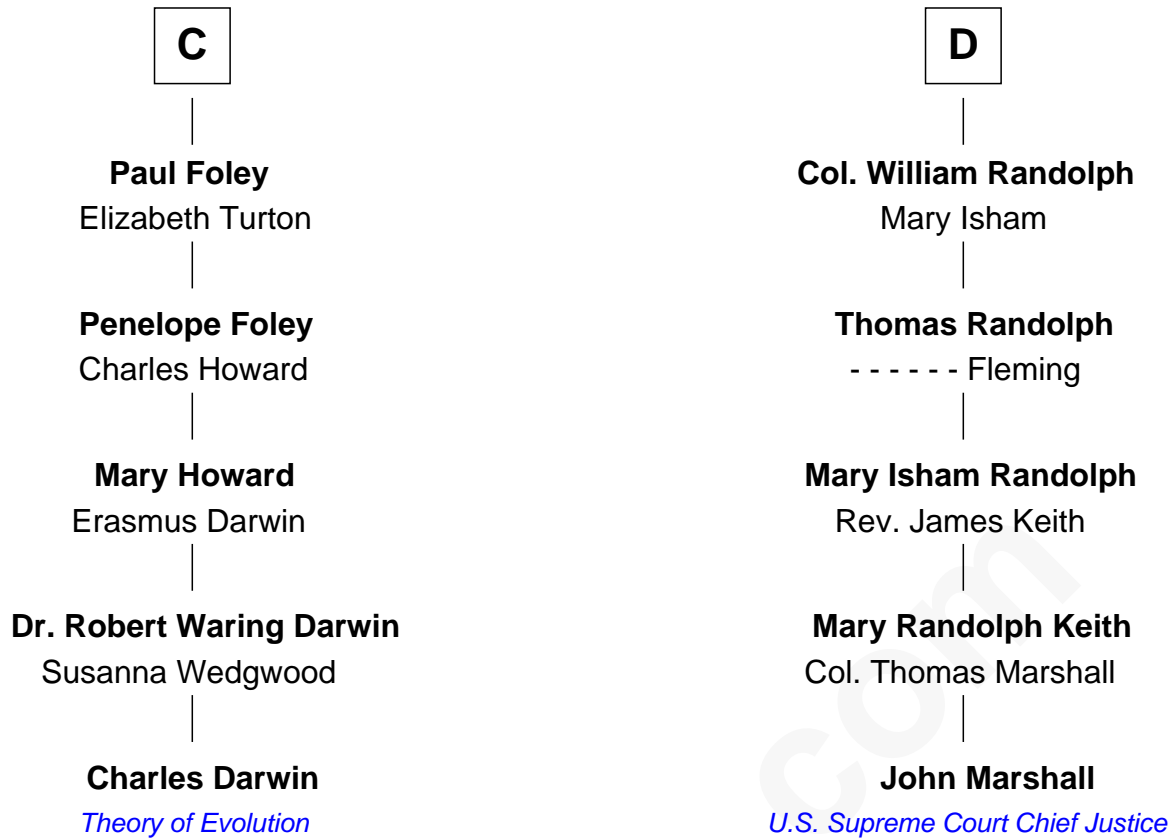 C
Paul Foley
Elizabeth Turton
Penelope Foley
Charles Howard
Mary Howard
Erasmus Darwin
Dr. Robert Waring Darwin
Susanna Wedgwood
Charles Darwin
Theory of Evolution
D
Col. William Randolph
Mary Isham
Thomas Randolph
- - - - - - Fleming
Mary Isham Randolph
Rev. James Keith
Mary Randolph Keith
Col. Thomas Marshall
John Marshall
U.S. Supreme Court Chief Justice
com